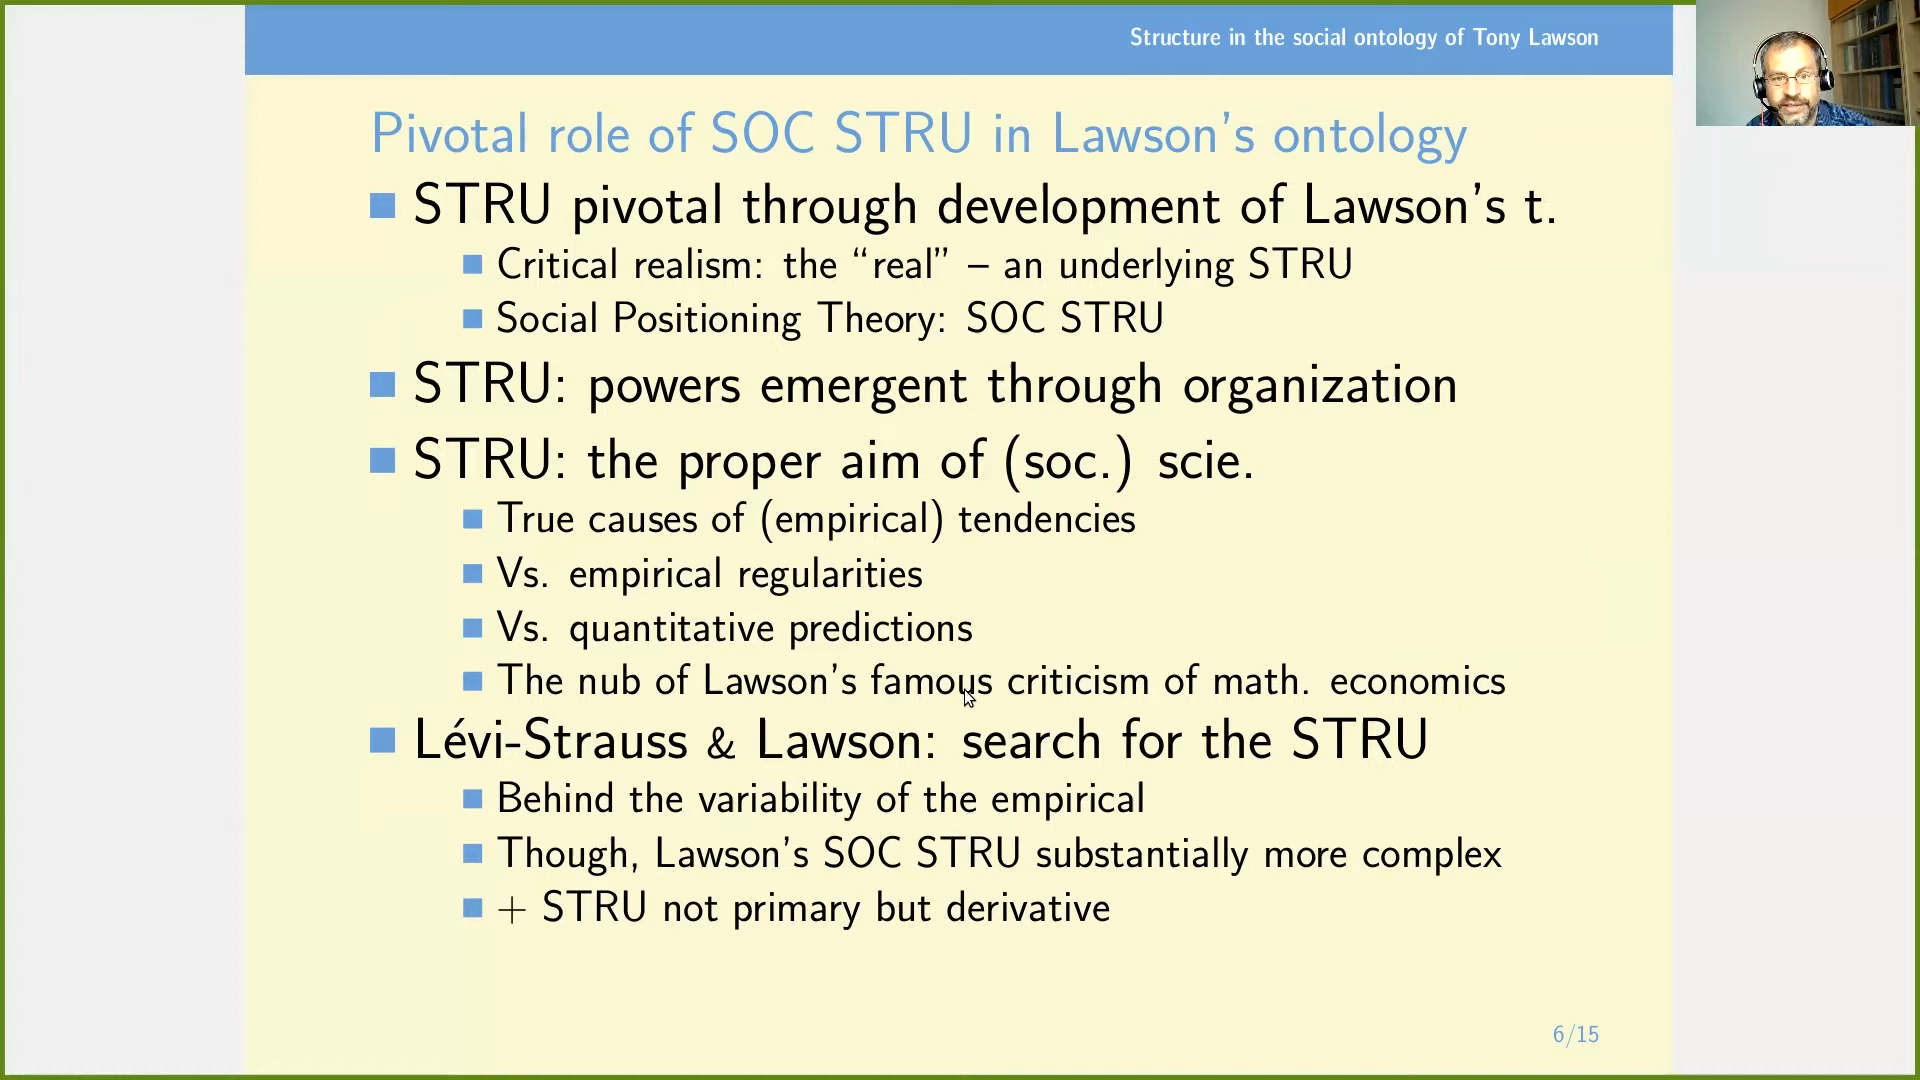 Structure in the social ontology of Tony Lawson
Pivotal role of SOC STRU in Lawson's ontology
STRU pivotal through development of Lawson's t.
Critical realism: the “real” – an underlying STRU
Social Positioning Theory: SOC STRU
STRU: powers emergent through organization
STRU: the proper aim of (soc.) scie.
True causes of (empirical) tendencies
Vs. empirical regularities
Vs. quantitative predictions
The nub of Lawson's famous criticism of math. economics
Lévi-Strauss & Lawson: search for the STRU
Behind the variability of the empirical
Though, Lawson's SOC STRU substantially more complex
+ STRU not primary but derivative
6/15